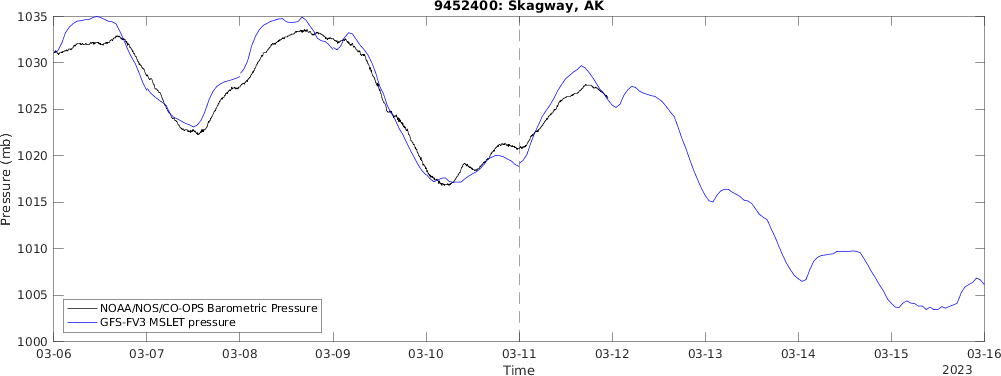 9452400: Skagway, AK
Pressure (mb)
1035
1030
1025
1020
1015
1010
1005
1000
NOAA/NOS/CO-OPS Barometric Pressure
GFS-FV3 MSLET pressure
03-06 03-07 03-08 03-09 03-10 03-11 03-12 03-13 03-14 03-15 03-16
Time
2023